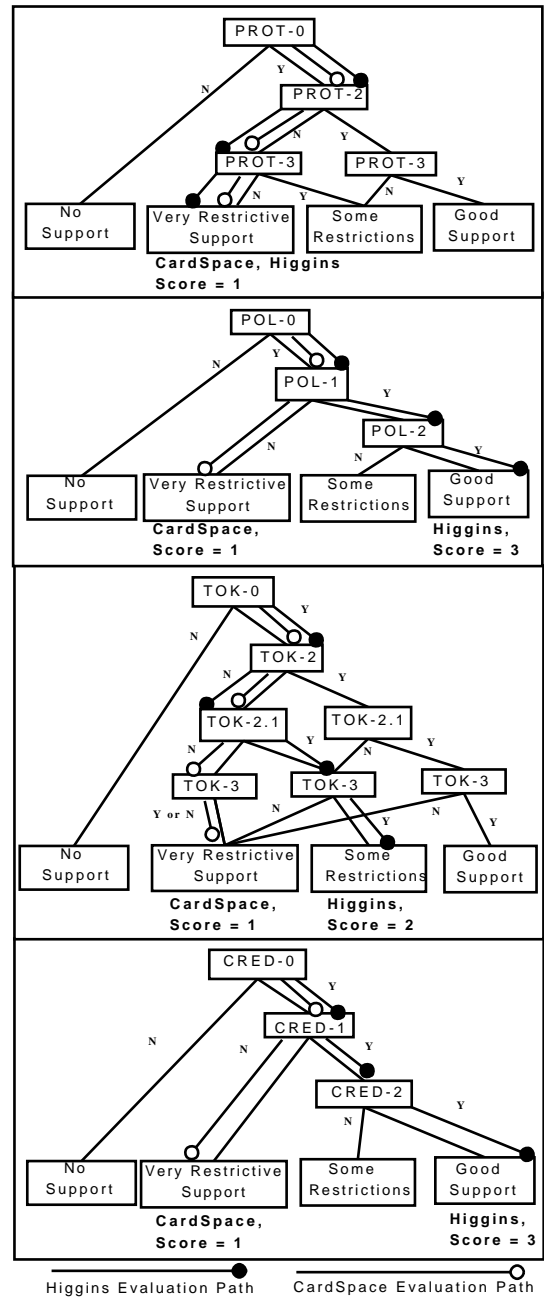 PROT-0
N
Y
PROT-2
N
Y
PROT-3
PROT-3
N
Y
N
Y
No
Support
Very Restrictive
Support
Some
Restrictions
Good
Support
CardSpace, Higgins
Score = 1
POL-0
N
Y
POL-1
Y
N
POL-2
N
Y
No
Support
Very Restrictive
Support
Some
Restrictions
Good
Support
CardSpace,
Score = 1
Higgins,
Score = 3
TOK-0
N
Y
TOK-2
N
Y
TOK-2.1
TOK-2.1
N
Y
N
Y
TOK-3
TOK-3
TOK-3
Y or N
N
Y
N
Y
No
Support
Very Restrictive
Support
Some
Restrictions
Good
Support
CardSpace,
Score = 1
Higgins,
Score = 2
CRED-0
N
Y
CRED-1
N
Y
CRED-2
N
Y
No
Support
Very Restrictive
Support
Some
Restrictions
Good
Support
CardSpace,
Score = 1
Higgins,
Score = 3
Higgins Evaluation Path
CardSpace Evaluation Path